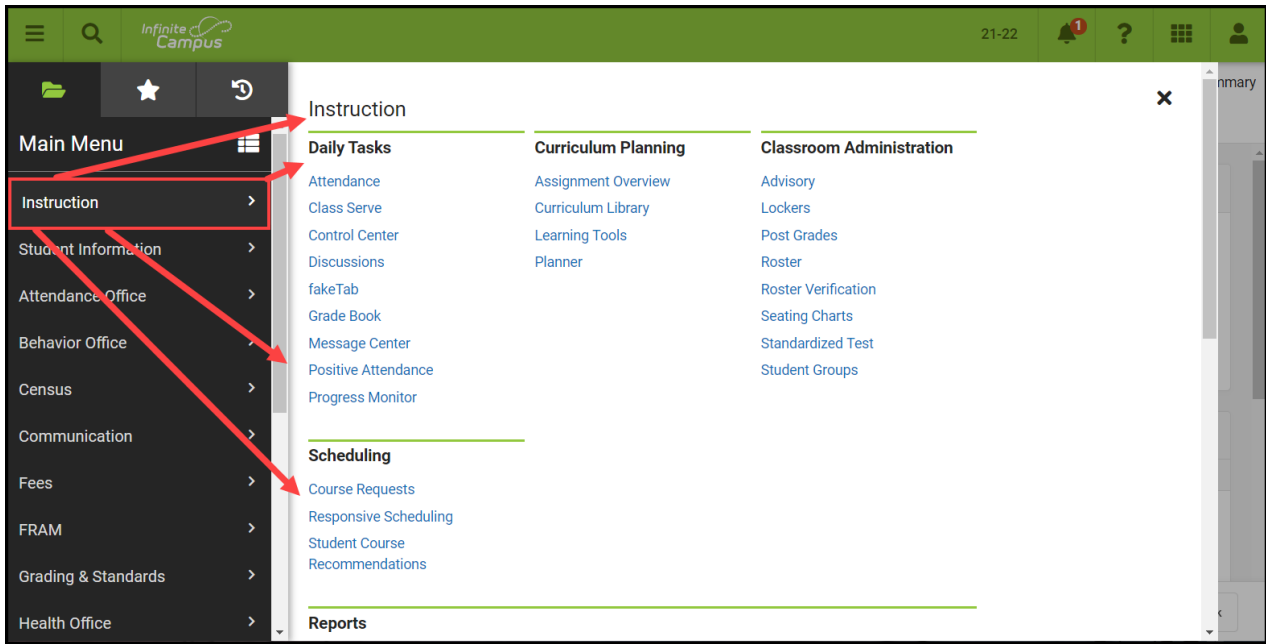 Infinite
Campus
21-22
1
?
mmary
Main Menu
Instruction
Student Information
Attendance Office
Behavior Office
Census
Communication
Fees
FRAM
Grading & Standards
Health Office
Instruction
Daily Tasks
Attendance
Class Serve
Control Center
Discussions
fakeTab
Grade Book
Message Center
Positive Attendance
Progress Monitor
Curriculum Planning
Assignment Overview
Curriculum Library
Learning Tools
Planner
Classroom Administration
Advisory
Lockers
Post Grades
Roster
Roster Verification
Seating Charts
Standardized Test
Student Groups
Scheduling
Course Requests
Responsive Scheduling
Student Course
Recommendations
Reports